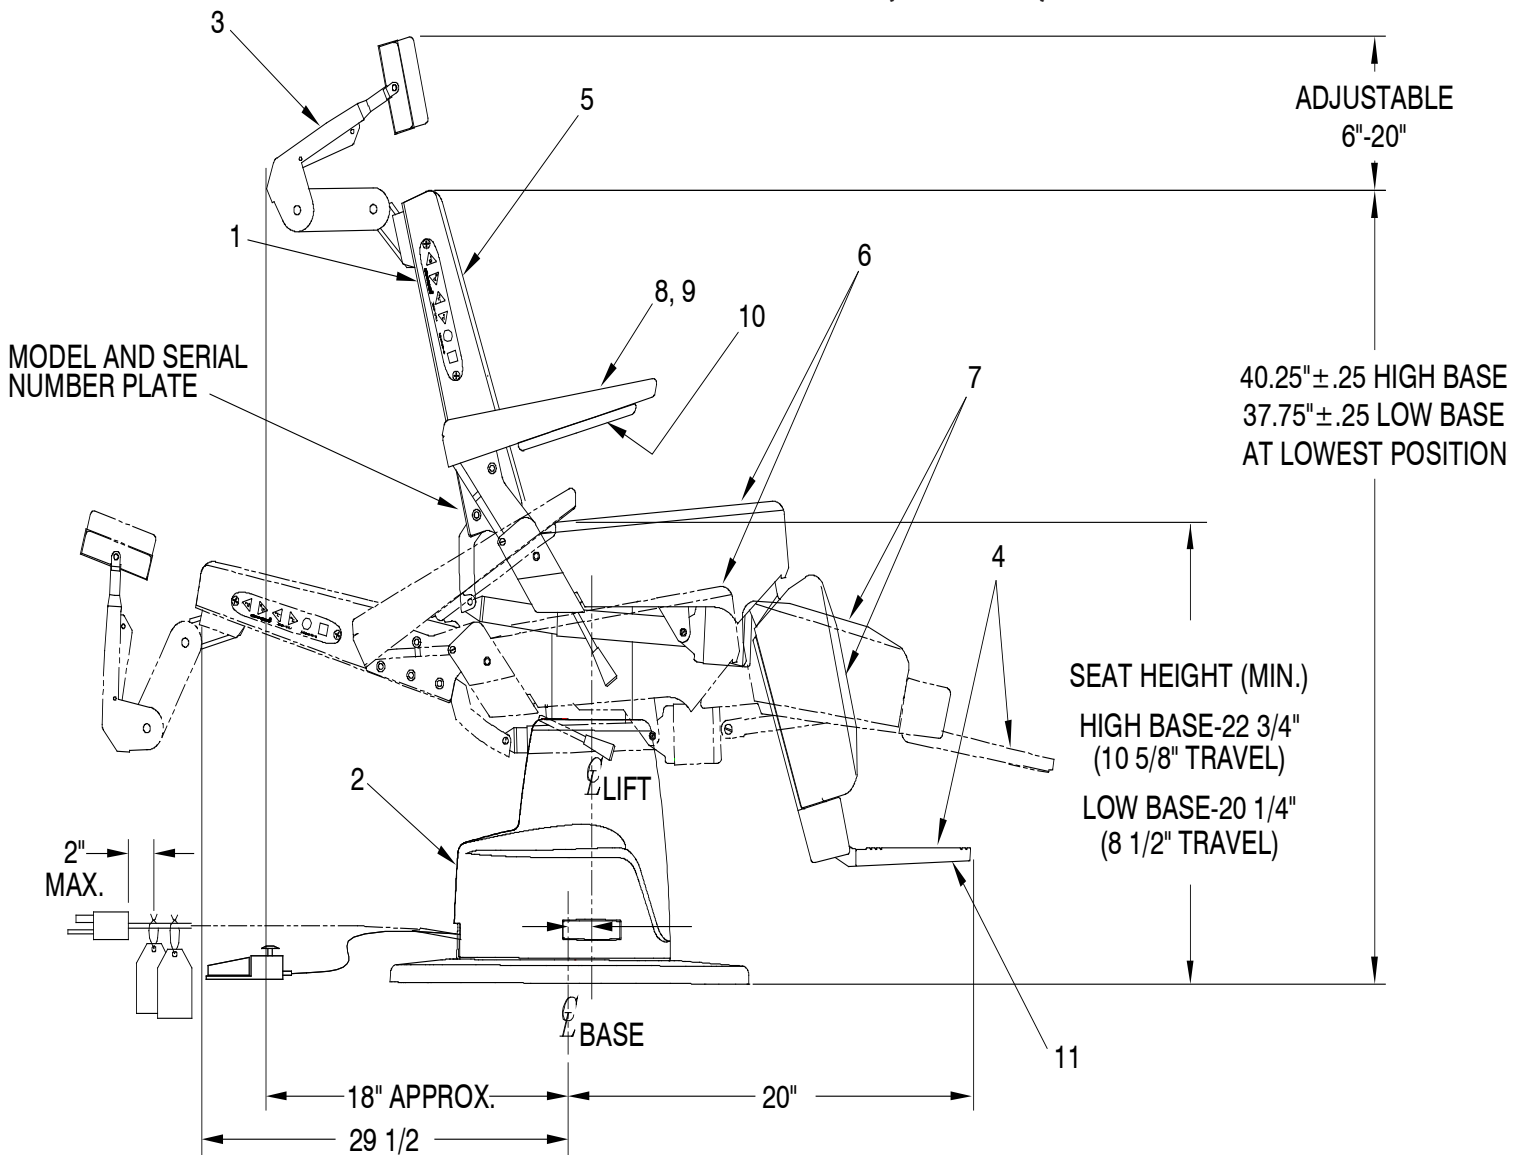 3
5
ADJUSTABLE
6"-20"
1
6
8, 9
10
MODEL AND SERIAL
NUMBER PLATE
7
40.25"±.25 HIGH BASE
37.75"±.25 LOW BASE
AT LOWEST POSITION
4
SEAT HEIGHT (MIN.)
HIGH BASE-22 3/4"
(10 5/8" TRAVEL)
LOW BASE-20 1/4"
(8 1/2" TRAVEL)
CL LIFT
2
2"
MAX.
CL BASE
11
18" APPROX.
20"
29 1/2